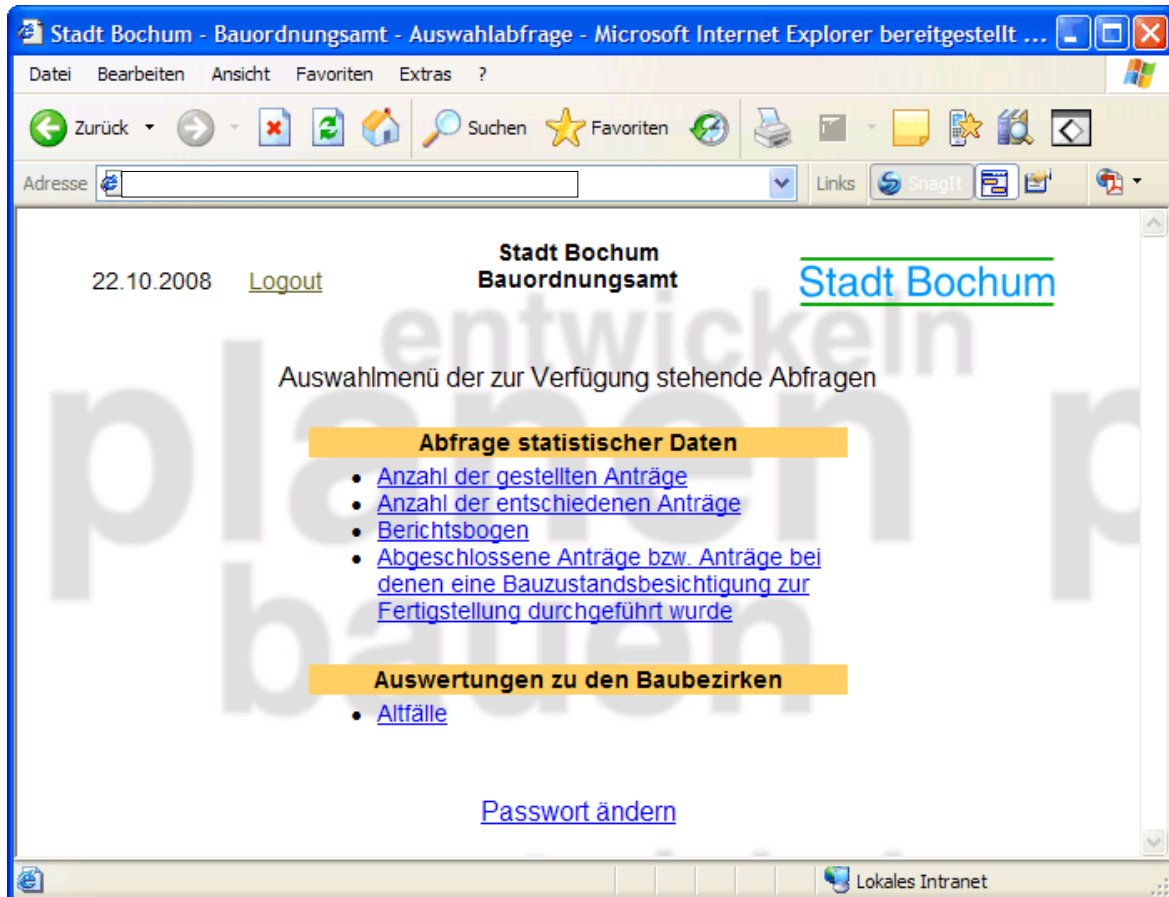 Stadt Bochum - Bauordnungsamt - Auswahlabfrage - Microsoft Internet Explorer bereitgestellt ...
Datei Bearbeiten Ansicht Favoriten Extras ?
Zurück Suchen Favoriten
Adresse Links SnagIt
Stadt Bochum
Bauordnungsamt
22.10.2008 Logout
Stadt Bochum
entwickeln
planen p
bauen
Auswahlmenü der zur Verfügung stehende Abfragen
Abfrage statistischer Daten
• Anzahl der gestellten Anträge
• Anzahl der entschiedenen Anträge
• Berichtsbogen
• Abgeschlossene Anträge bzw. Anträge bei
denen eine Bauzustandsbesichtigung zur
Fertigstellung durchgeführt wurde
Auswertungen zu den Baubezirken
• Altfälle
Passwort ändern
Lokales Intranet